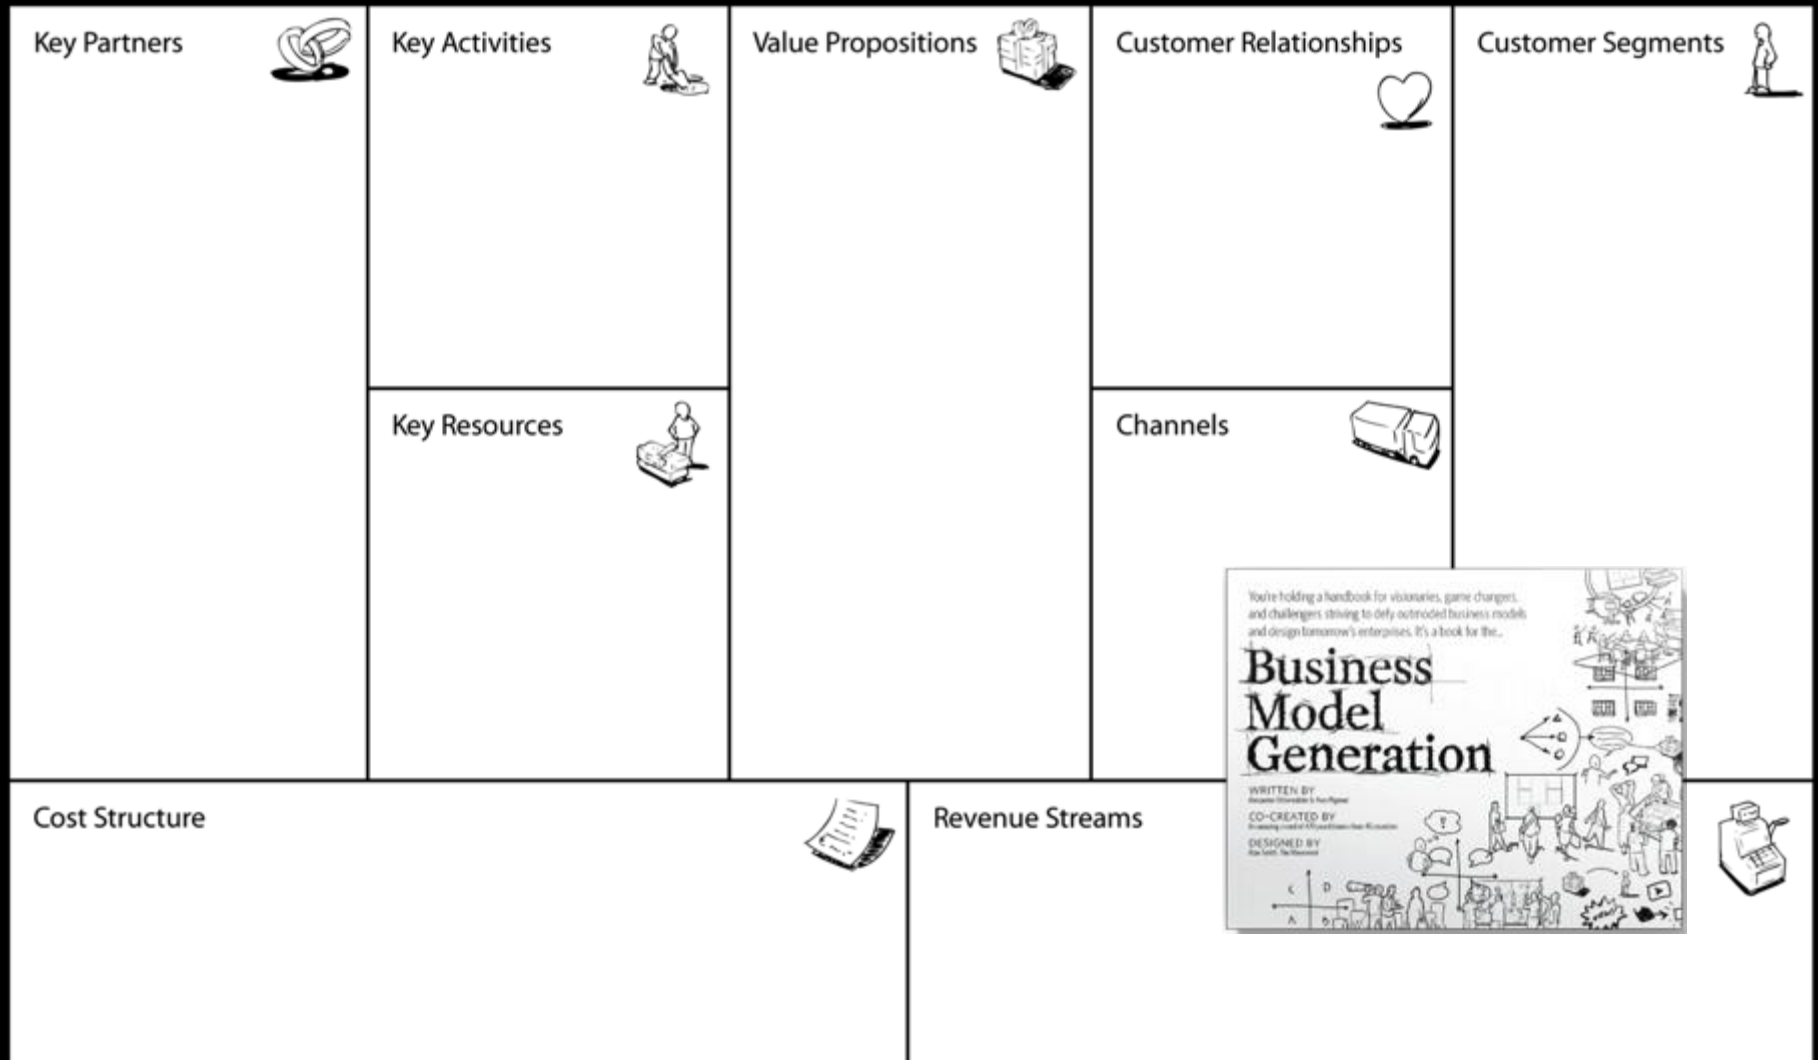 Key Partners
Key Activities
Value Propositions
Customer Relationships
Customer Segments
Key Resources
Channels
Cost Structure
Revenue Streams
You're holding a handbook for visionaries, game changers,
and challengers striving to defy outmoded business models
and design tomorrow's enterprises. It's a book for the...
Business
Model
Generation
WRITTEN BY
CO-CREATED BY
DESIGNED BY
C D
A B